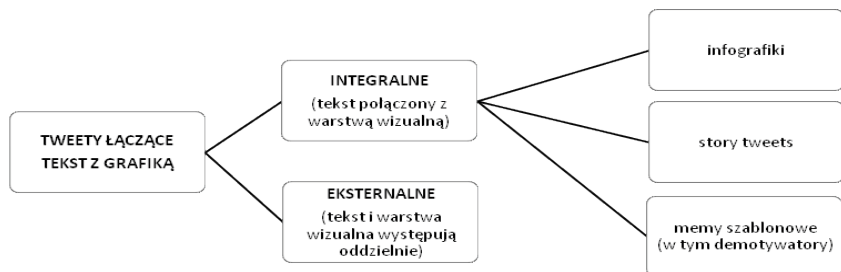 TWEETY ŁĄCZĄCE
TEKST Z GRAFIKĄ
INTEGRALNE
(tekst połączony z
warstwą wizualną)
EKSTERNALNE
(tekst i warstwa
wizualna występują
oddzielnie)
infografiki
story tweets
memy szablonowe
(w tym demotywatory)